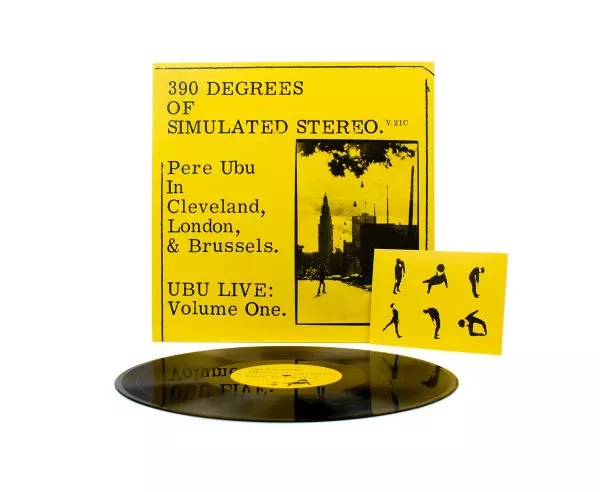 390 DEGREES
OF
SIMULATED STEREO. V.21C
Pere Ubu
In
Cleveland,
London,
& Brussels.
UBU LIVE:
Volume One.